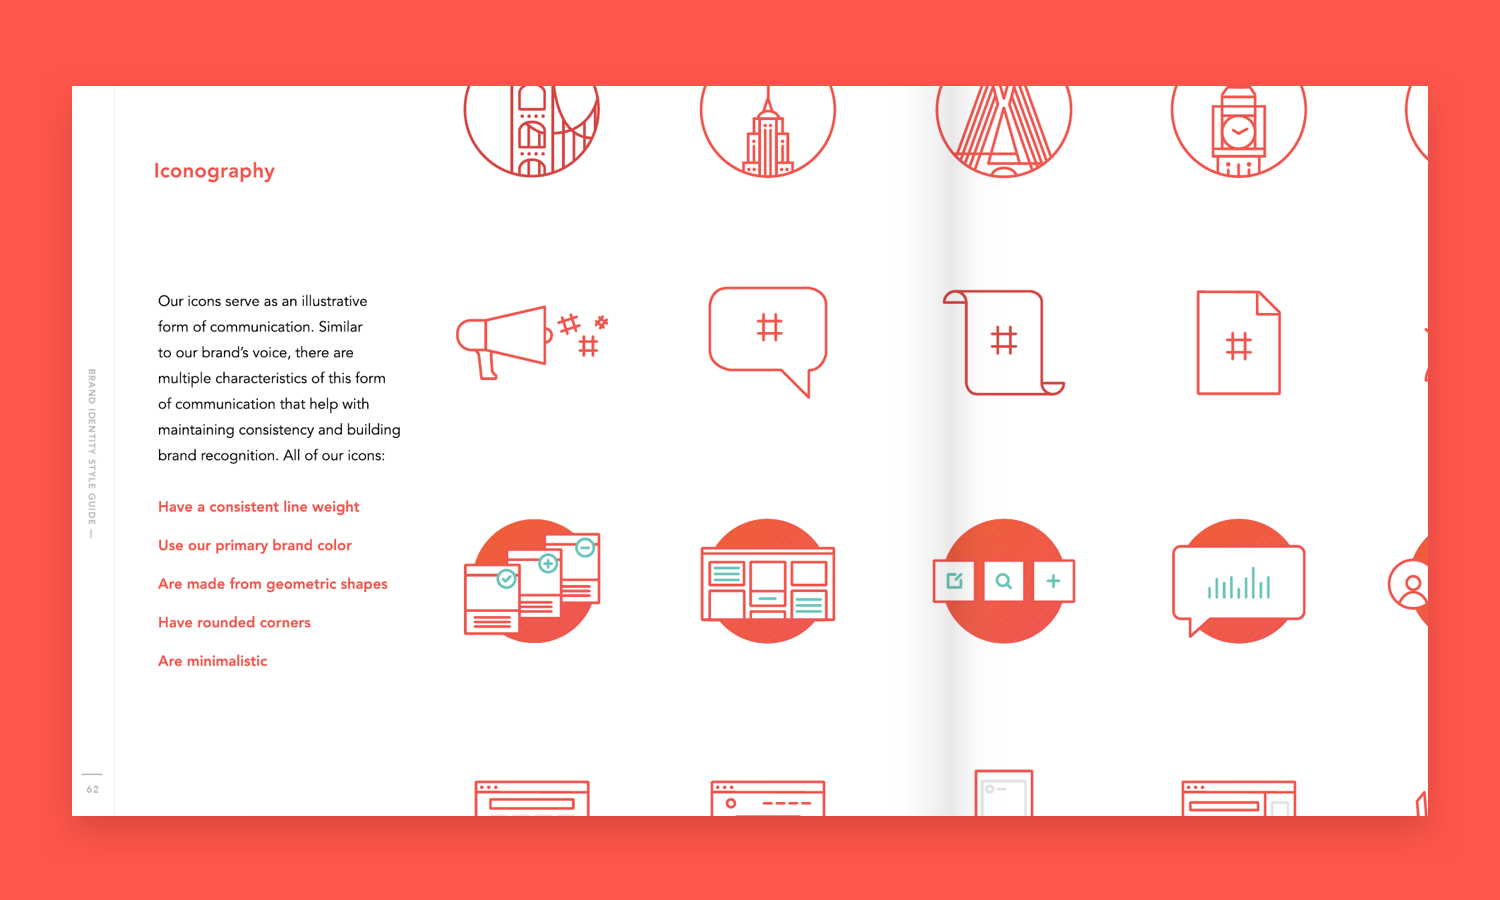 Iconography
Our icons serve as an illustrative
form of communication. Similar
to our brand’s voice, there are
multiple characteristics of this form
of communication that help with
maintaining consistency and building
brand recognition. All of our icons:
Have a consistent line weight
Use our primary brand color
Are made from geometric shapes
Have rounded corners
Are minimalistic
BRAND IDENTITY STYLE GUIDE —
62